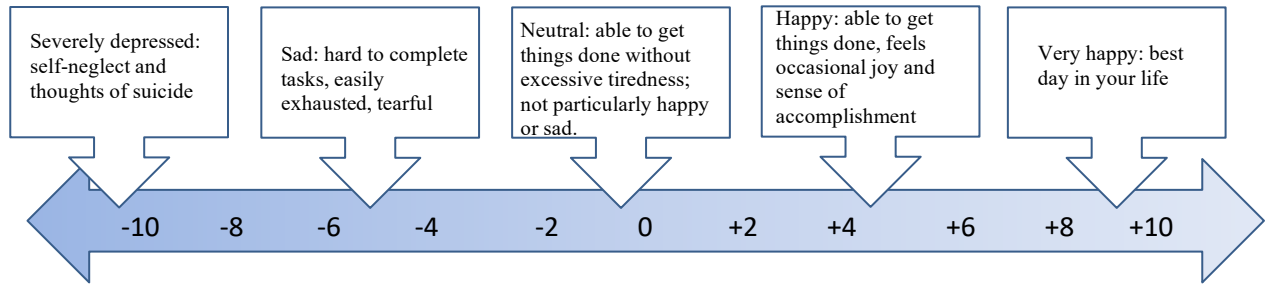 Severely depressed:
self-neglect and
thoughts of suicide
Sad: hard to complete
tasks, easily
exhausted, tearful
Neutral: able to get
things done without
excessive tiredness;
not particularly happy
or sad.
Happy: able to get
things done, feels
occasional joy and
sense of
accomplishment
Very happy: best
day in your life
-10 -8 -6 -4 -2 0 +2 +4 +6 +8 +10